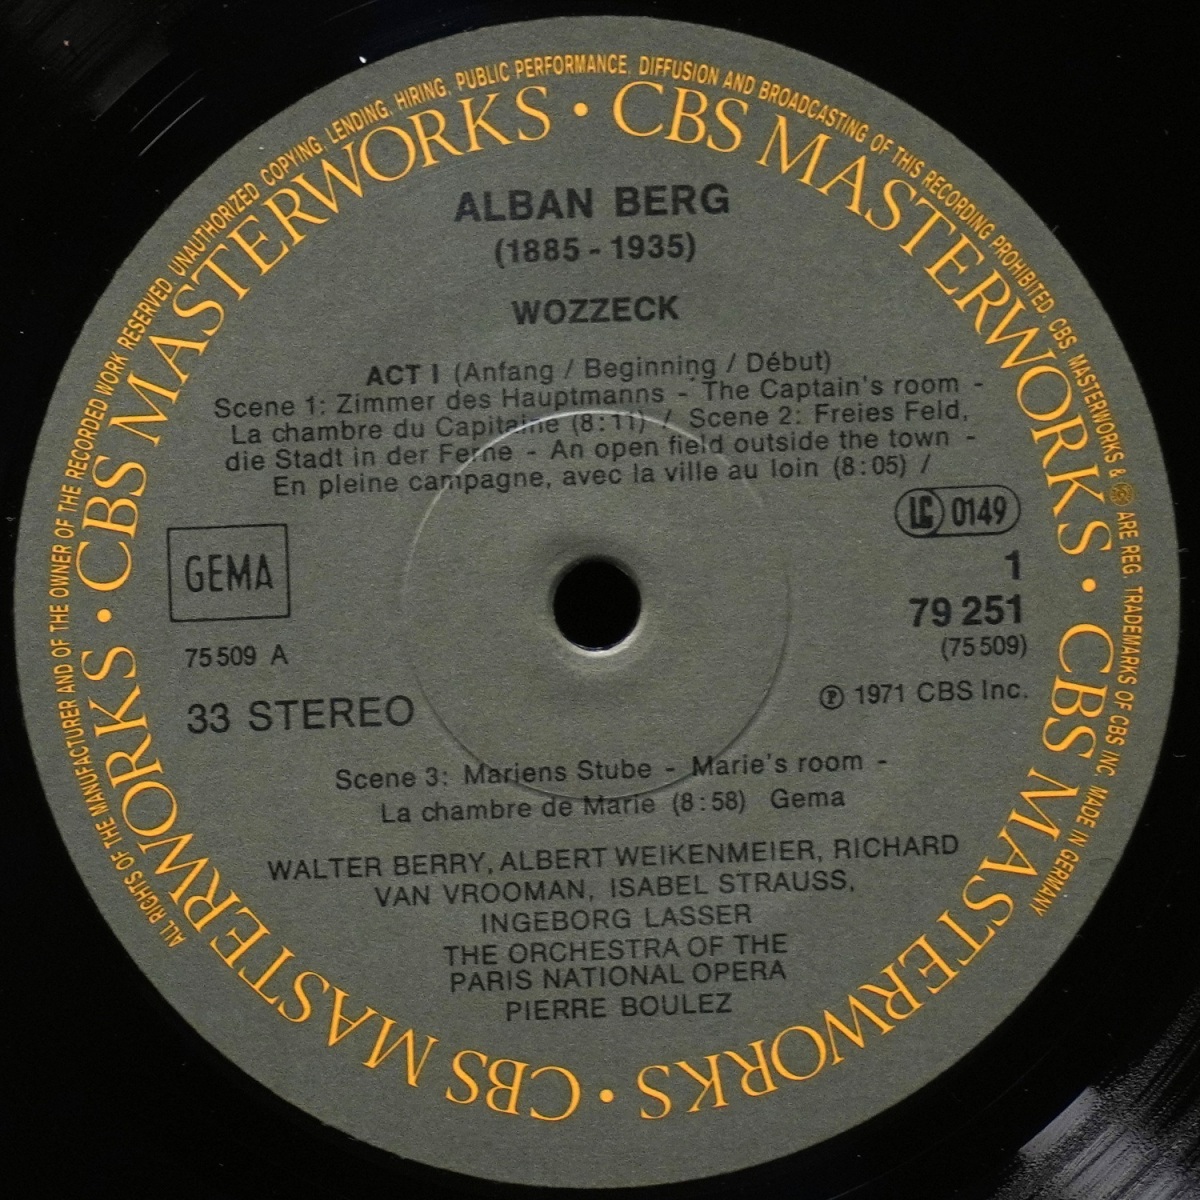 ALL RIGHTS OF THE MANUFACTURER AND OF THE OWNER OF THE RECORDED WORK RESERVED. UNAUTHORIZED COPYING, LENDING, HIRING, PUBLIC PERFORMANCE, DIFFUSION AND BROADCASTING OF THIS RECORDING PROHIBITED. CBS MASTERWORKS & ARE REG. TRADEMARKS OF CBS INC. MADE IN GERMANY
CBS MASTERWORKS · CBS MASTERWORKS · CBS MASTERWORKS · CBS MASTERWORKS ·
ALBAN BERG
(1885 - 1935)
WOZZECK
ACT I (Anfang / Beginning / Début)
Scene 1: Zimmer des Hauptmanns - The Captain's room -
La chambre du Capitaine (8:11) / Scene 2: Freies Feld,
die Stadt in der Ferne - An open field outside the town -
En pleine campagne, avec la ville au loin (8:05) /
LC 0149
GEMA
1
79 251
75 509 A
(75 509)
33 STEREO
℗ 1971 CBS Inc.
Scene 3: Mariens Stube - Marie's room -
La chambre de Marie (8:58) Gema
WALTER BERRY, ALBERT WEIKENMEIER, RICHARD
VAN VROOMAN, ISABEL STRAUSS,
INGEBORG LASSER
THE ORCHESTRA OF THE
PARIS NATIONAL OPERA
PIERRE BOULEZ